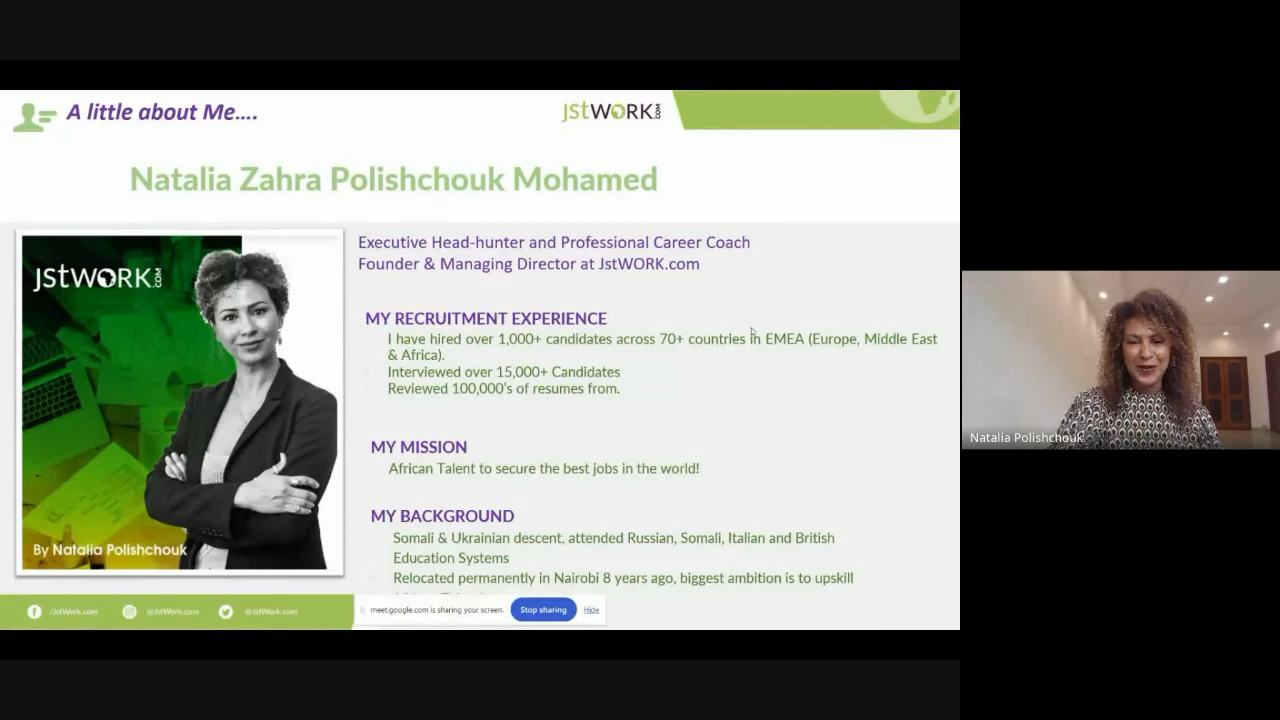 A little about Me....
JStWORK.COM
Natalia Zahra Polishchouk Mohamed
JStWORK.COM
By Natalia Polishchouk
Executive Head-hunter and Professional Career Coach
Founder & Managing Director at JstWORK.com
MY RECRUITMENT EXPERIENCE
I have hired over 1,000+ candidates across 70+ countries in EMEA (Europe, Middle East
& Africa).
Interviewed over 15,000+ Candidates
Reviewed 100,000's of resumes from.
MY MISSION
African Talent to secure the best jobs in the world!
MY BACKGROUND
Somali & Ukrainian descent, attended Russian, Somali, Italian and British
Education Systems
Relocated permanently in Nairobi 8 years ago, biggest ambition is to upskill
/JstWork.com
@JstWork.com
@JstWork.com
meet.google.com is sharing your screen.
Stop sharing
Hide
Natalia Polishchouk